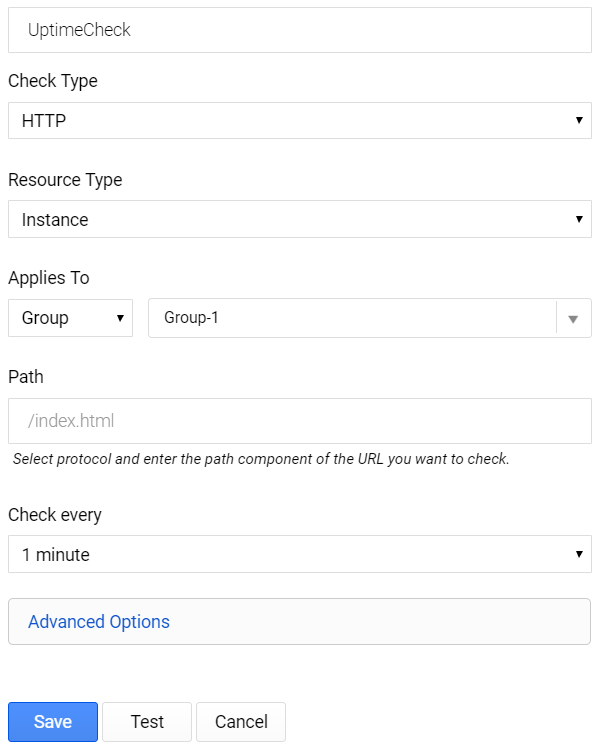 UptimeCheck
Check Type
HTTP
Resource Type
Instance
Applies To
Group Group-1
Path
/index.html
Select protocol and enter the path component of the URL you want to check.
Check every
1 minute
Advanced Options
Save Test Cancel